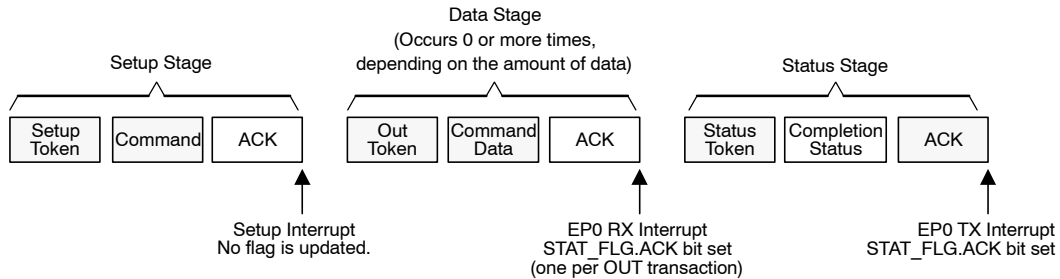 Data Stage
(Occurs 0 or more times,
depending on the amount of data)
Setup Stage
Status Stage
Setup
Token
Command
ACK
Out
Token
Command
Data
ACK
Status
Token
Completion
Status
ACK
Setup Interrupt
No flag is updated.
EP0 RX Interrupt
STAT_FLG.ACK bit set
(one per OUT transaction)
EP0 TX Interrupt
STAT_FLG.ACK bit set